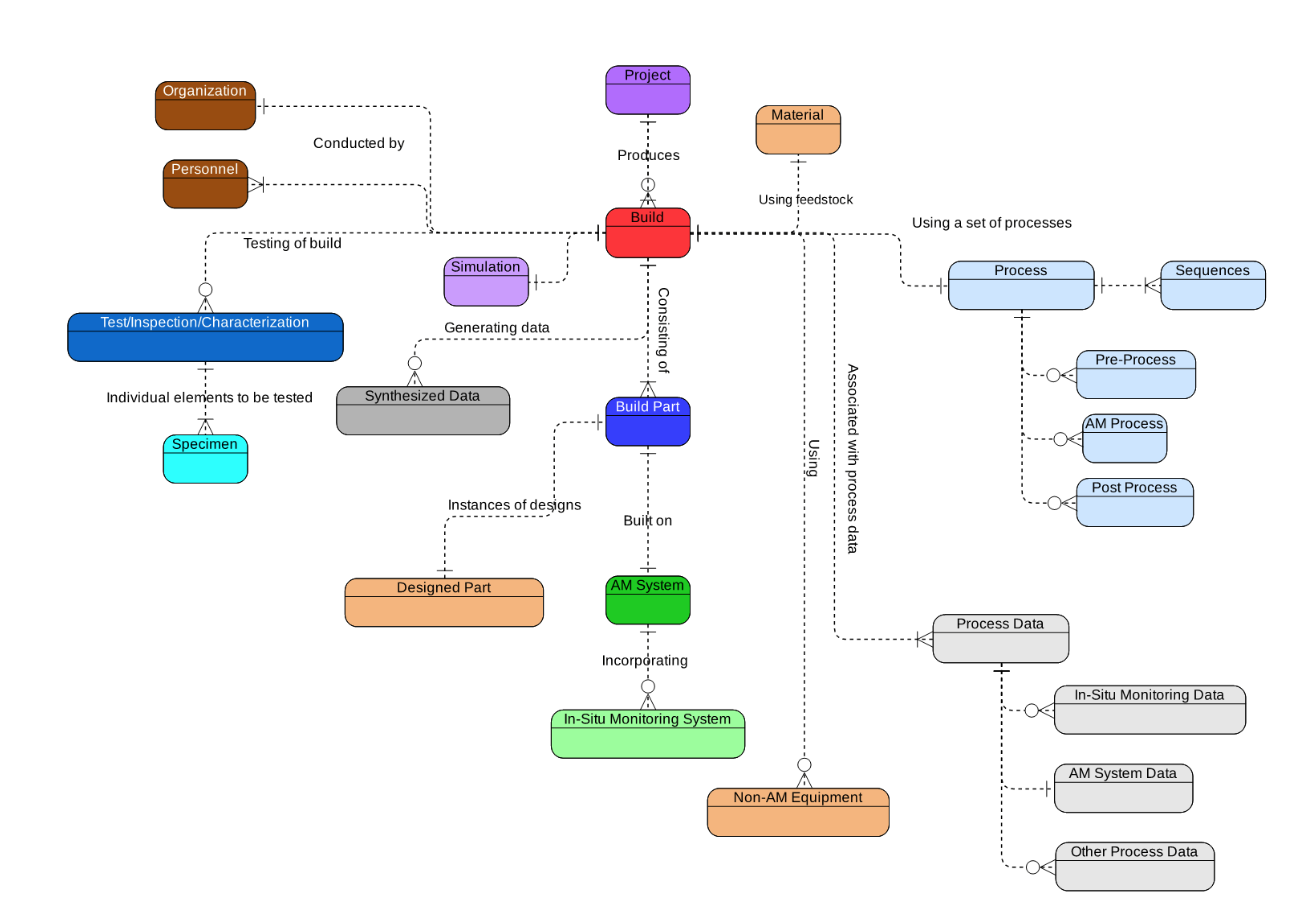 Project
Organization
Material
Conducted by
Produces
Personnel
Using feedstock
Build
Using a set of processes
Testing of build
Simulation
Process
Sequences
Consisting of
Test/Inspection/Characterization
Generating data
Pre-Process
Associated with process data
Individual elements to be tested
Synthesized Data
Build Part
AM Process
Using
Specimen
Post Process
Instances of designs
Built on
Designed Part
AM System
Process Data
Incorporating
In-Situ Monitoring Data
In-Situ Monitoring System
AM System Data
Non-AM Equipment
Other Process Data